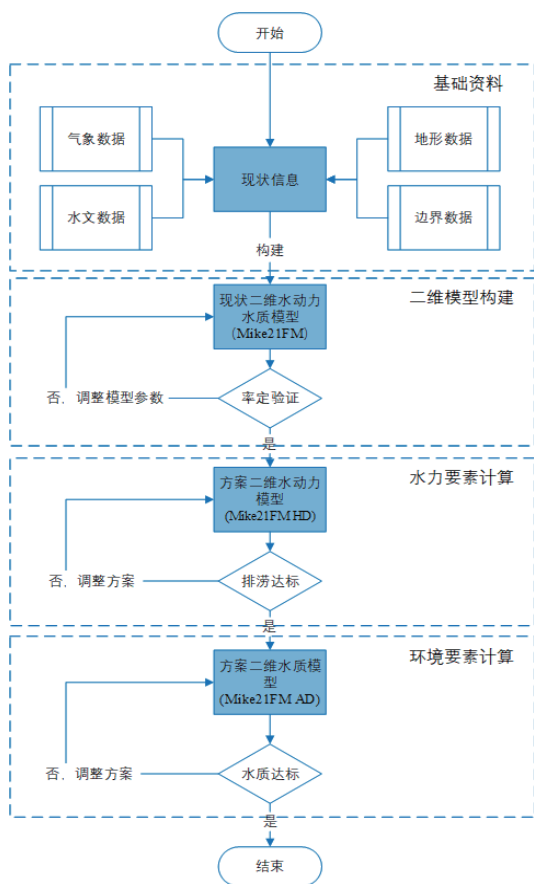 开始
基础资料
气象数据
地形数据
现状信息
水文数据
边界数据
构建
二维模型构建
现状二维水动力
水质模型
(Mike21FM)
否，调整模型参数
率定验证
是
水力要素计算
方案二维水动力
模型
(Mike21FMHD)
否，调整方案
排涝达标
是
环境要素计算
方案二维水质模
型
(Mike21FM AD)
否，调整方案
水质达标
是
结束